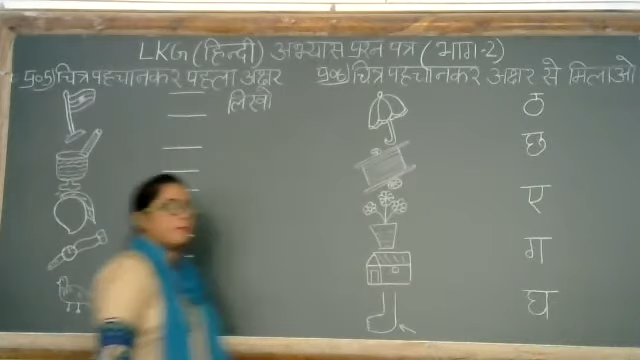 LKG (हिन्दी) अभ्यास प्रश्न पत्र (भाग-2)
प्र०5) चित्र पहचानकर पहला अक्षर
लिखो
प्र०6) चित्र पहचानकर अक्षर से मिलाओ
ठ
छ
ए
ग
घ